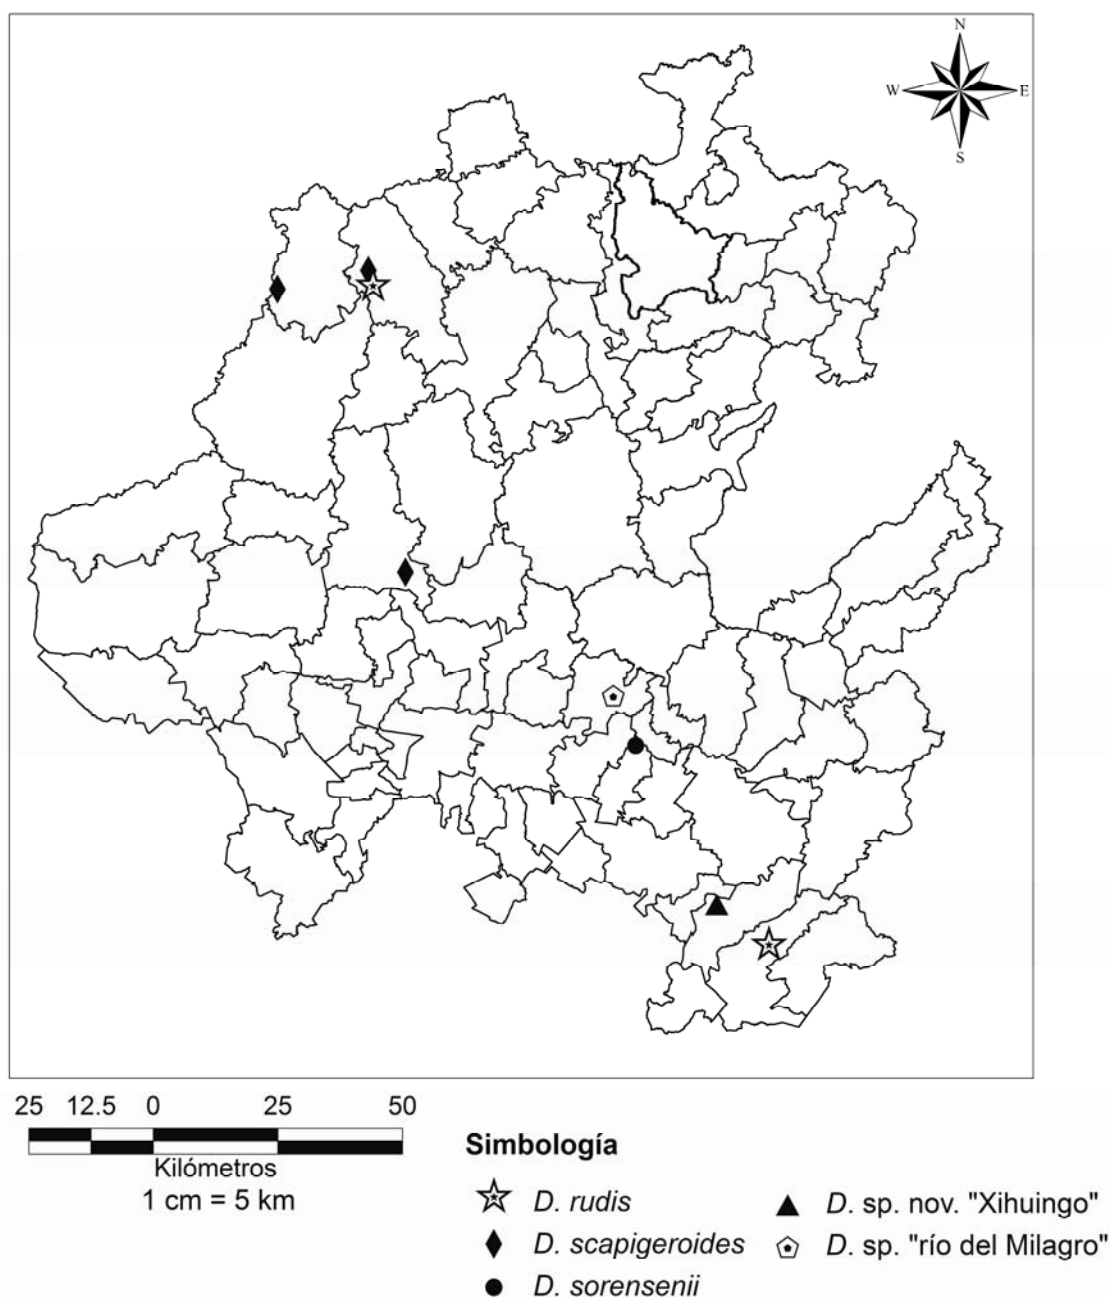 N
W E
S
25 12.5 0 25 50
Kilómetros
1 cm = 5 km
Simbología
D. rudis
D. scapigeroides
D. sorensenii
D. sp. nov. "Xihuingo"
D. sp. "río del Milagro"